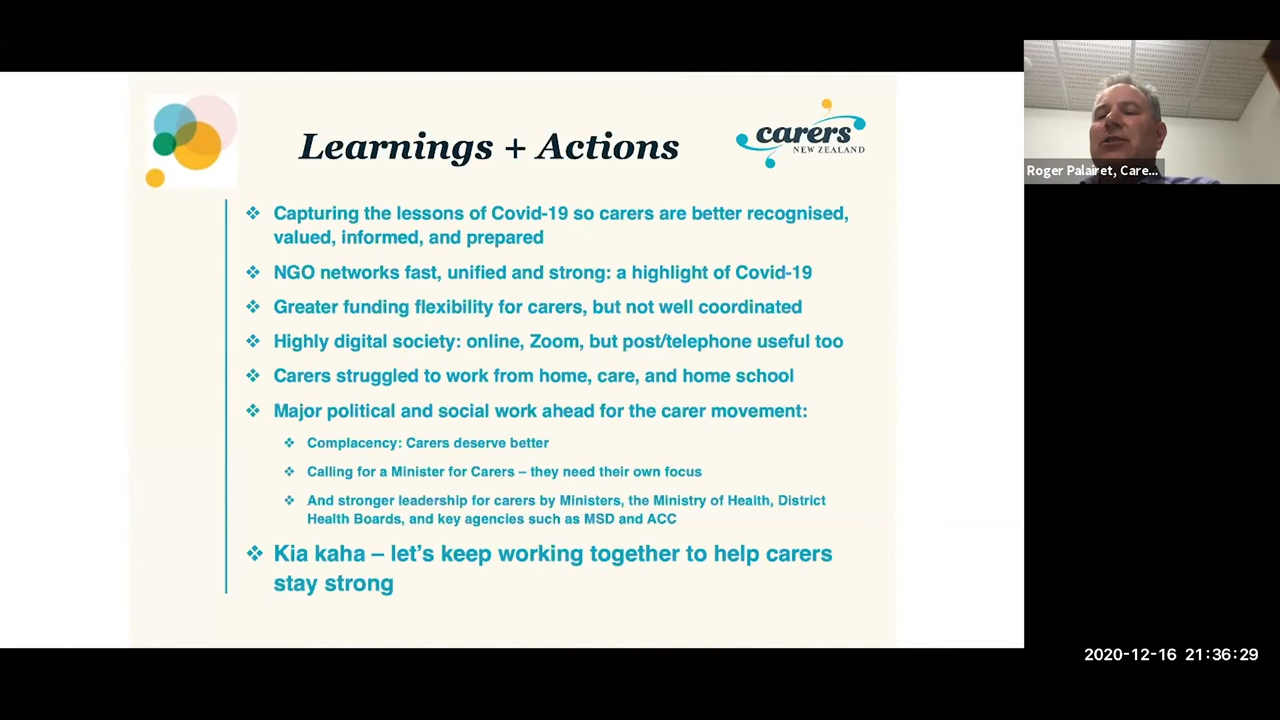 Learnings + Actions
carers
NEW ZEALAND
Roger Palairet, Care...
❖ Capturing the lessons of Covid-19 so carers are better recognised,
valued, informed, and prepared
❖ NGO networks fast, unified and strong: a highlight of Covid-19
❖ Greater funding flexibility for carers, but not well coordinated
❖ Highly digital society: online, Zoom, but post/telephone useful too
❖ Carers struggled to work from home, care, and home school
❖ Major political and social work ahead for the carer movement:
❖ Complacency: Carers deserve better
❖ Calling for a Minister for Carers – they need their own focus
❖ And stronger leadership for carers by Ministers, the Ministry of Health, District
Health Boards, and key agencies such as MSD and ACC
❖ Kia kaha – let’s keep working together to help carers
stay strong
2020-12-16 21:36:29